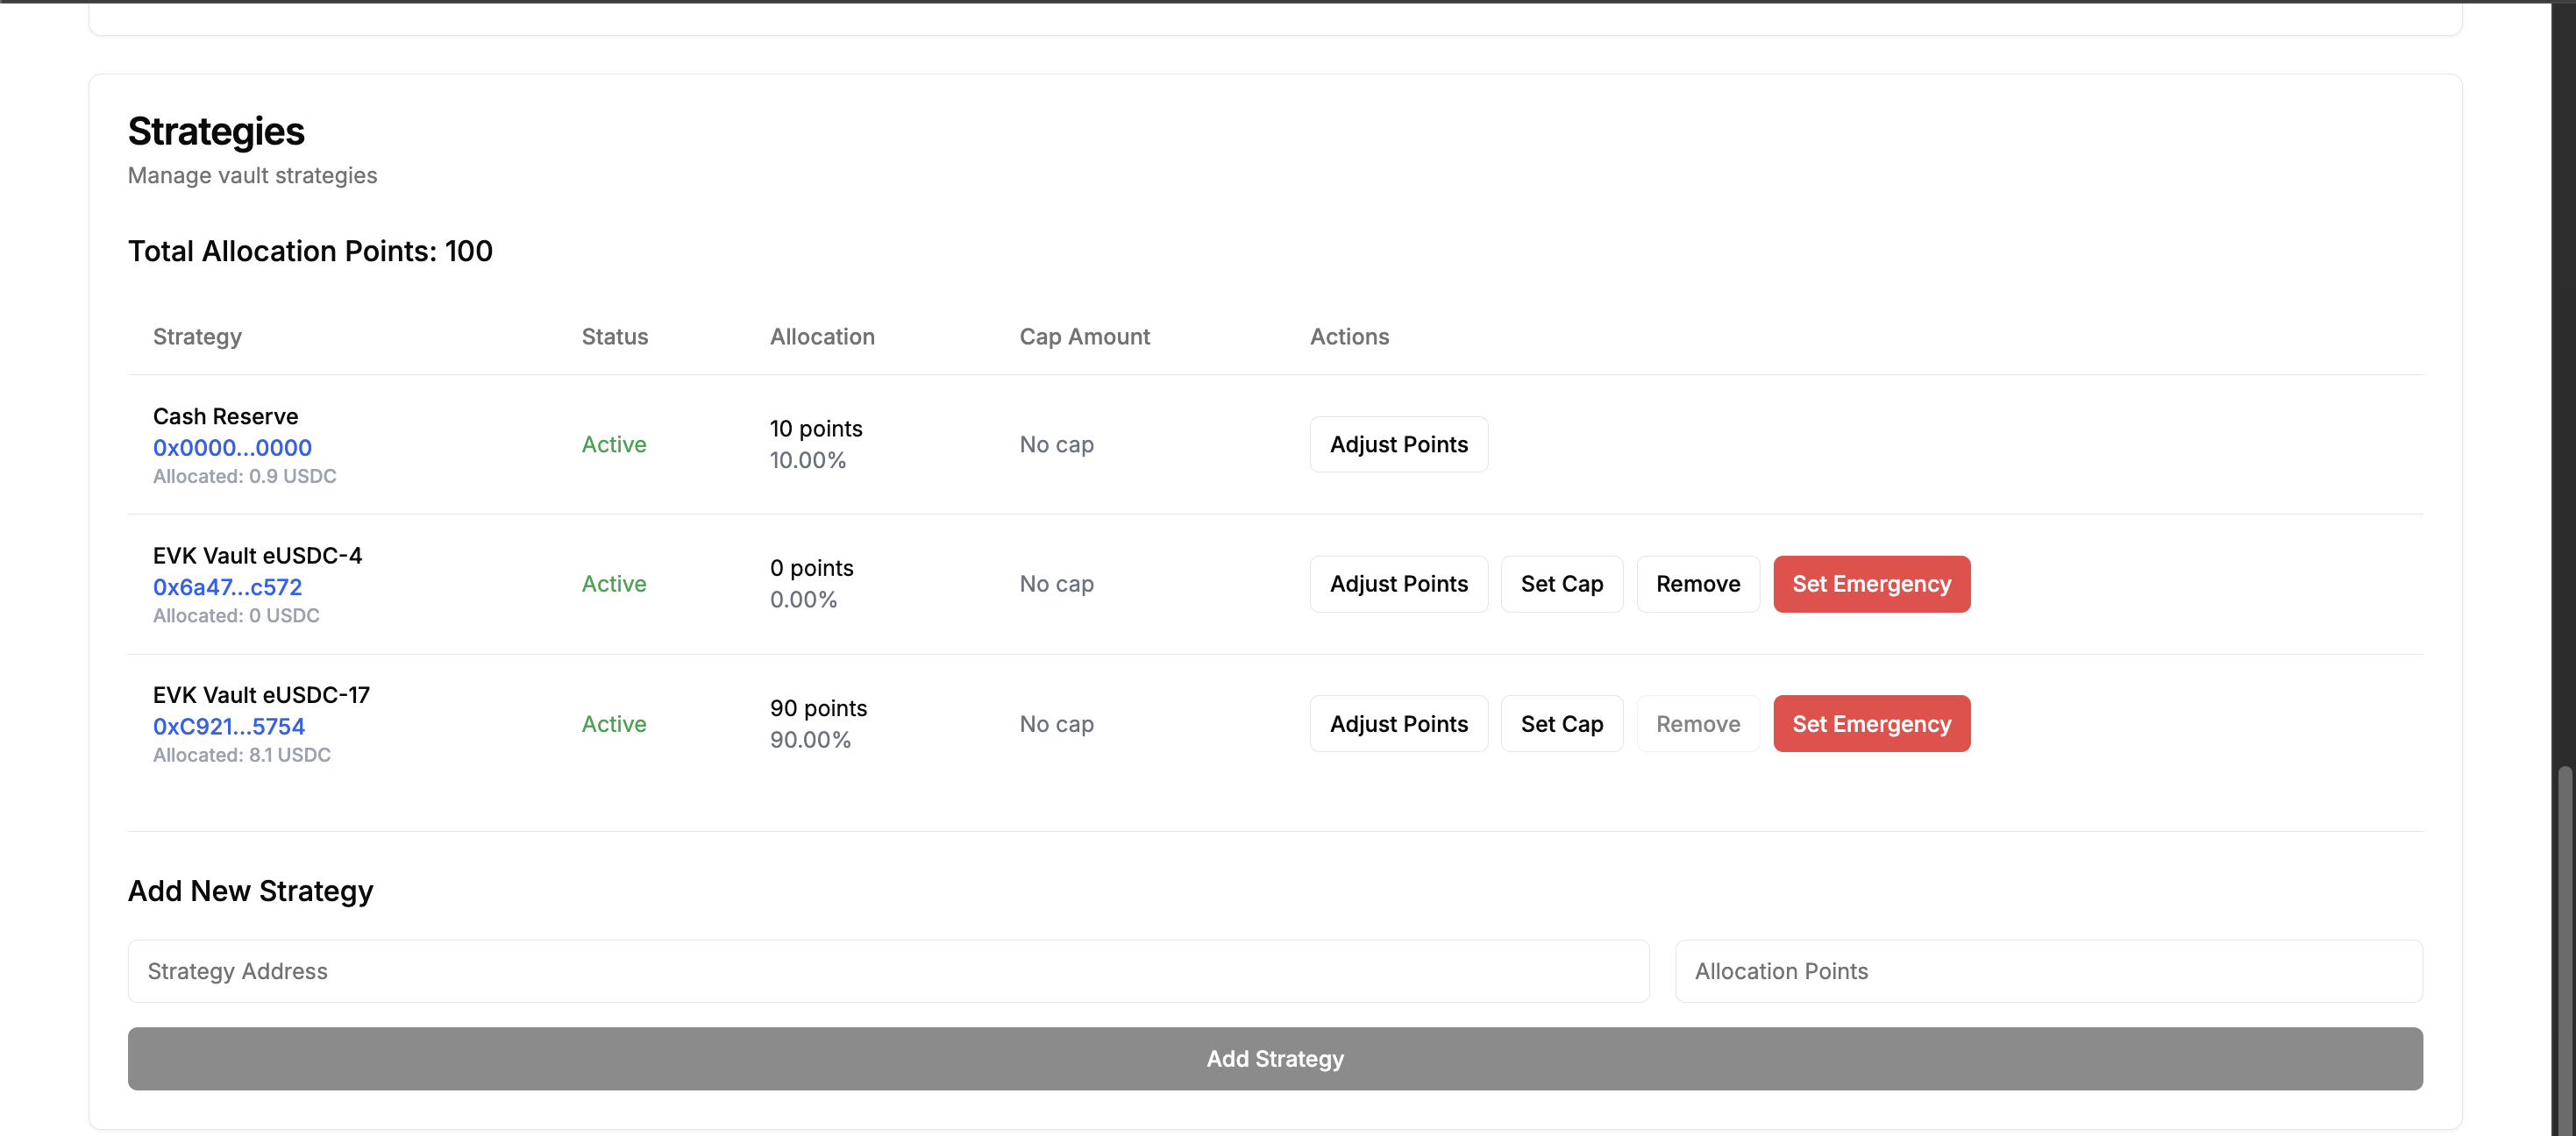 Strategies
Manage vault strategies
Total Allocation Points: 100
Strategy Status Allocation Cap Amount Actions
Cash Reserve
0x0000...0000
Allocated: 0.9 USDC
Active
10 points
10.00%
No cap
Adjust Points
EVK Vault eUSDC-4
0x6a47...c572
Allocated: 0 USDC
Active
0 points
0.00%
No cap
Adjust Points Set Cap Remove Set Emergency
EVK Vault eUSDC-17
0xC921...5754
Allocated: 8.1 USDC
Active
90 points
90.00%
No cap
Adjust Points Set Cap Remove Set Emergency
Add New Strategy
Strategy Address Allocation Points
Add Strategy